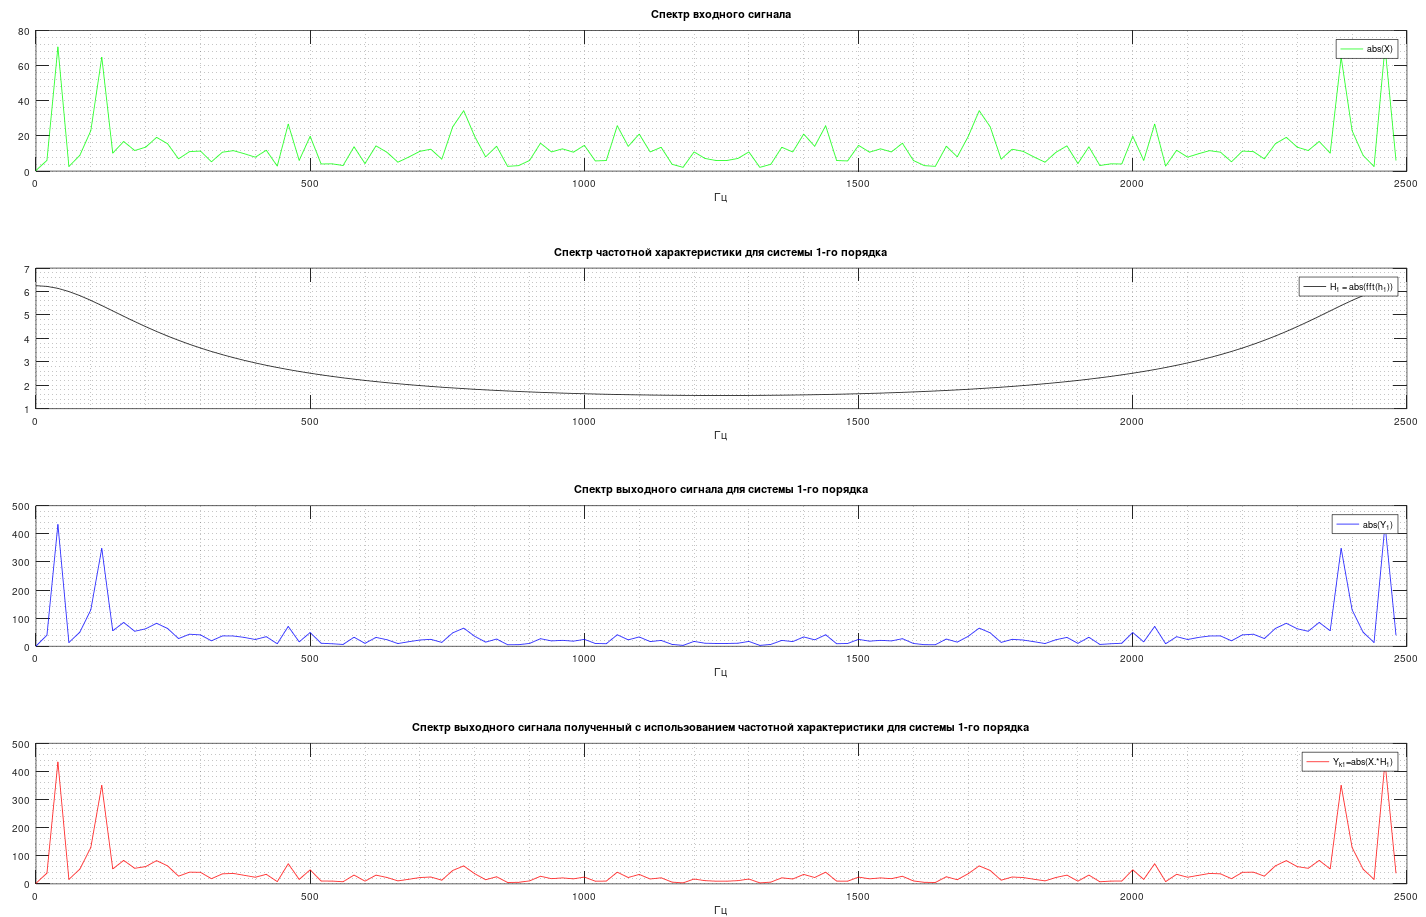 Спектр входного сигнала
80
abs(X)
60
40
20
0
0 500 1000 1500 2000 2500
Гц
Спектр частотной характеристики для системы 1-го порядка
7
H1 = abs(fft(h1))
6
5
4
3
2
1
0 500 1000 1500 2000 2500
Гц
Спектр выходного сигнала для системы 1-го порядка
500
abs(Y1)
400
300
200
100
0
0 500 1000 1500 2000 2500
Гц
Спектр выходного сигнала полученный с использованием частотной характеристики для системы 1-го порядка
500
Yk1=abs(X.*H1)
400
300
200
100
0
0 500 1000 1500 2000 2500
Гц